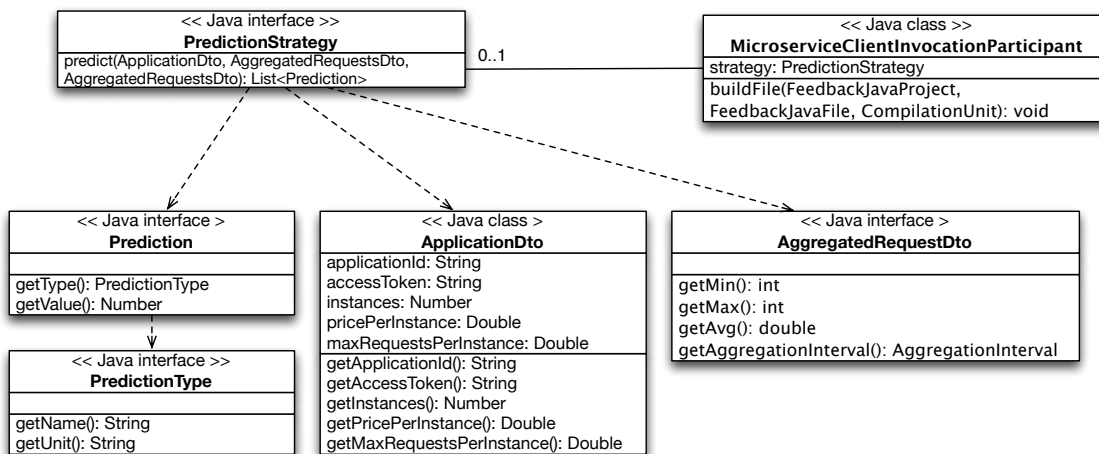 << Java interface >>
PredictionStrategy
predict(ApplicationDto, AggregatedRequestsDto,
AggregatedRequestsDto): List<Prediction>
0..1
<< Java class >>
MicroserviceClientInvocationParticipant
strategy: PredictionStrategy
buildFile(FeedbackJavaProject,
FeedbackJavaFile, CompilationUnit): void
<< Java interface >
Prediction
getType(): PredictionType
getValue(): Number
<< Java interface >>
PredictionType
getName(): String
getUnit(): String
<< Java class >
ApplicationDto
applicationId: String
accessToken: String
instances: Number
pricePerInstance: Double
maxRequestsPerInstance: Double
getApplicationId(): String
getAccessToken(): String
getInstances(): Number
getPricePerInstance(): Double
getMaxRequestsPerInstance(): Double
<< Java interface >
AggregatedRequestDto
getMin(): int
getMax(): int
getAvg(): double
getAggregationInterval(): AggregationInterval